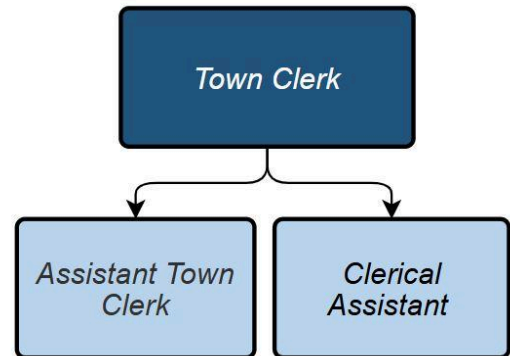 Town Clerk
Assistant Town
Clerk
Clerical
Assistant